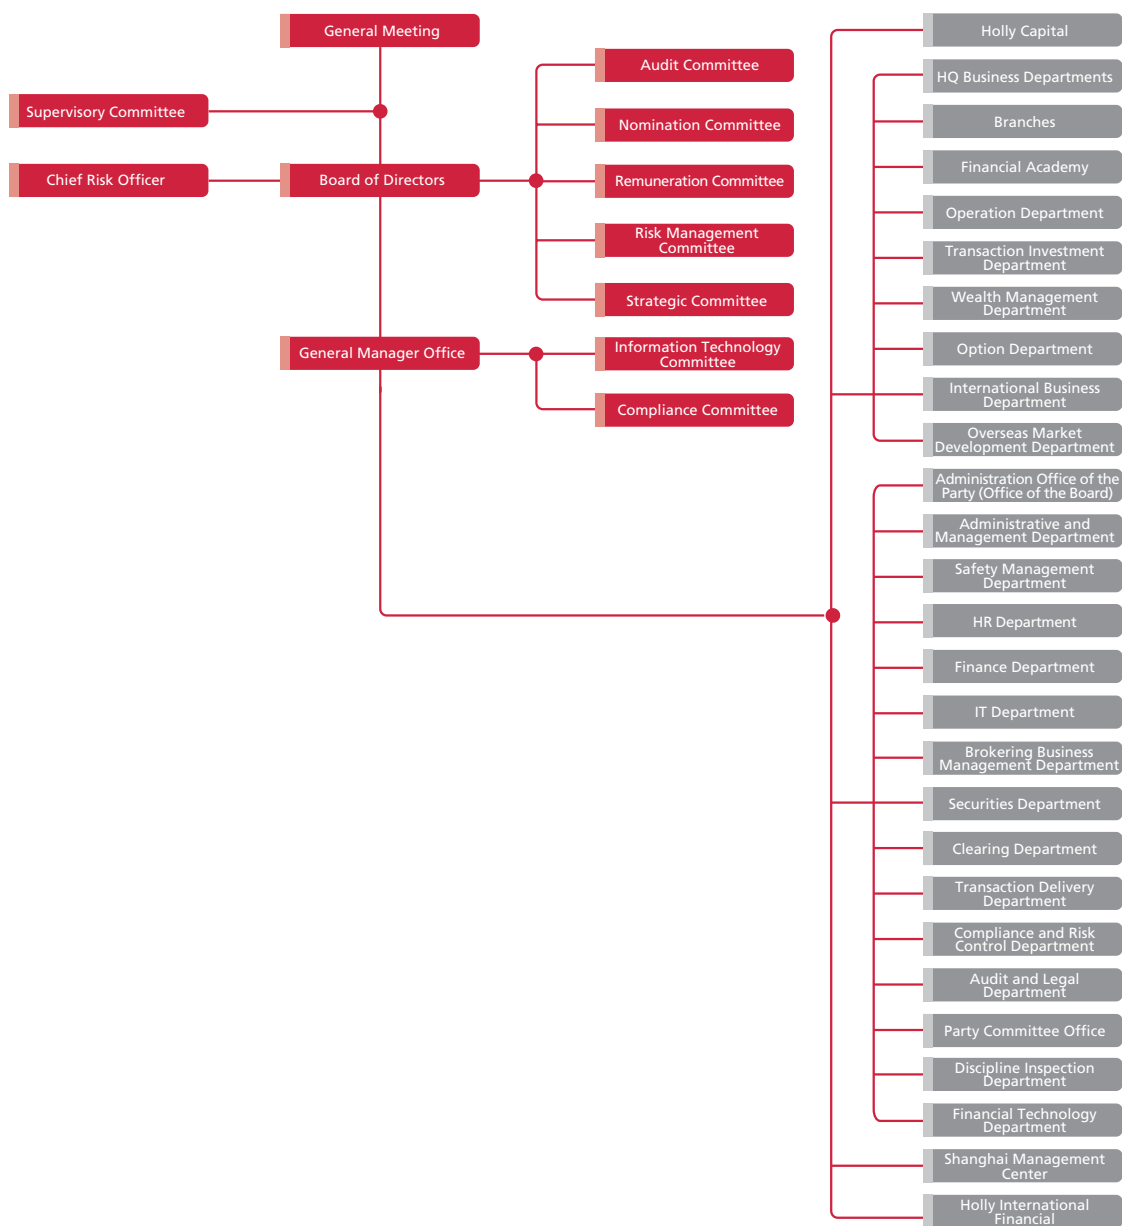 General Meeting
Supervisory Committee
Chief Risk Officer
Board of Directors
Audit Committee
Nomination Committee
Remuneration Committee
Risk Management
Committee
Strategic Committee
General Manager Office
Information Technology
Committee
Compliance Committee
Holly Capital
HQ Business Departments
Branches
Financial Academy
Operation Department
Transaction Investment
Department
Wealth Management
Department
Option Department
International Business
Department
Overseas Market
Development Department
Administration Office of the
Party (Office of the Board)
Administrative and
Management Department
Safety Management
Department
HR Department
Finance Department
IT Department
Brokering Business
Management Department
Securities Department
Clearing Department
Transaction Delivery
Department
Compliance and Risk
Control Department
Audit and Legal
Department
Party Committee Office
Discipline Inspection
Department
Financial Technology
Department
Shanghai Management
Center
Holly International
Financial